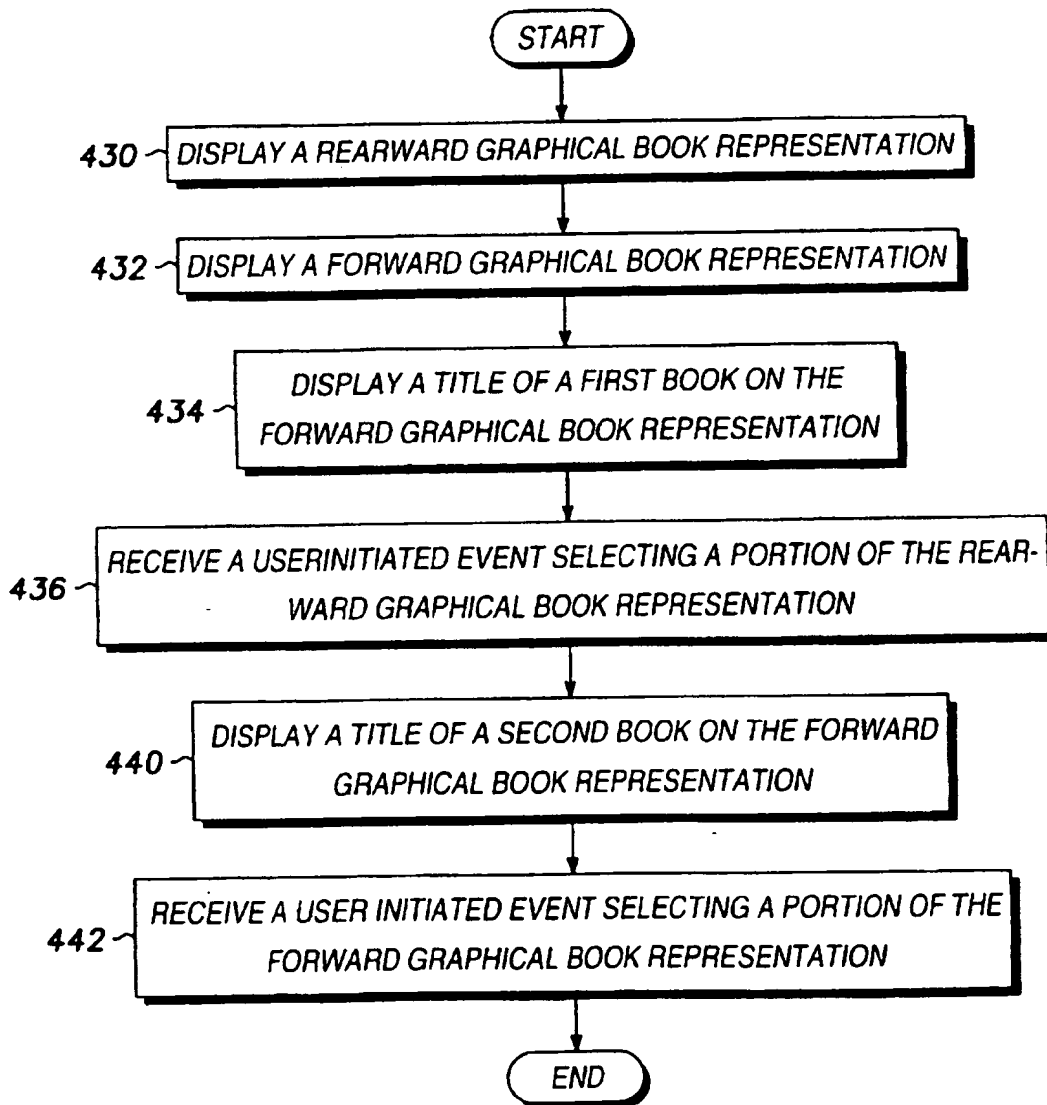 START
430
DISPLAY A REARWARD GRAPHICAL BOOK REPRESENTATION
432
DISPLAY A FORWARD GRAPHICAL BOOK REPRESENTATION
434
DISPLAY A TITLE OF A FIRST BOOK ON THE
FORWARD GRAPHICAL BOOK REPRESENTATION
436
RECEIVE A USERINITIATED EVENT SELECTING A PORTION OF THE REAR-
WARD GRAPHICAL BOOK REPRESENTATION
440
DISPLAY A TITLE OF A SECOND BOOK ON THE FORWARD
GRAPHICAL BOOK REPRESENTATION
442
RECEIVE A USER INITIATED EVENT SELECTING A PORTION OF THE
FORWARD GRAPHICAL BOOK REPRESENTATION
END